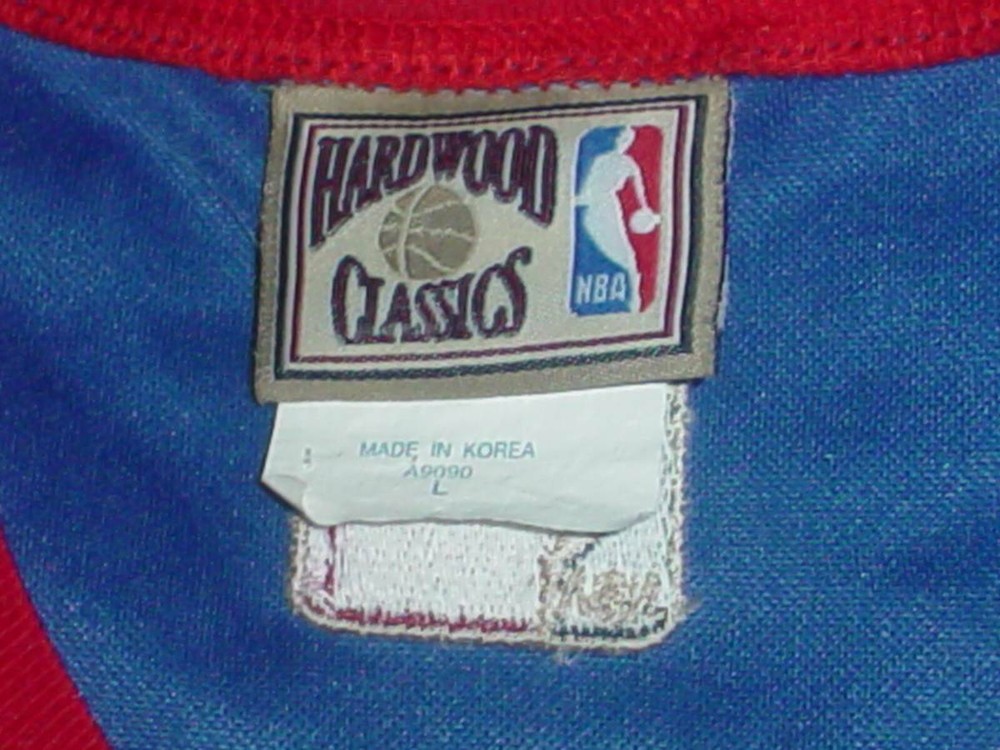 HARDWOOD
CLASSICS
NBA
MADE IN KOREA
A9090
L